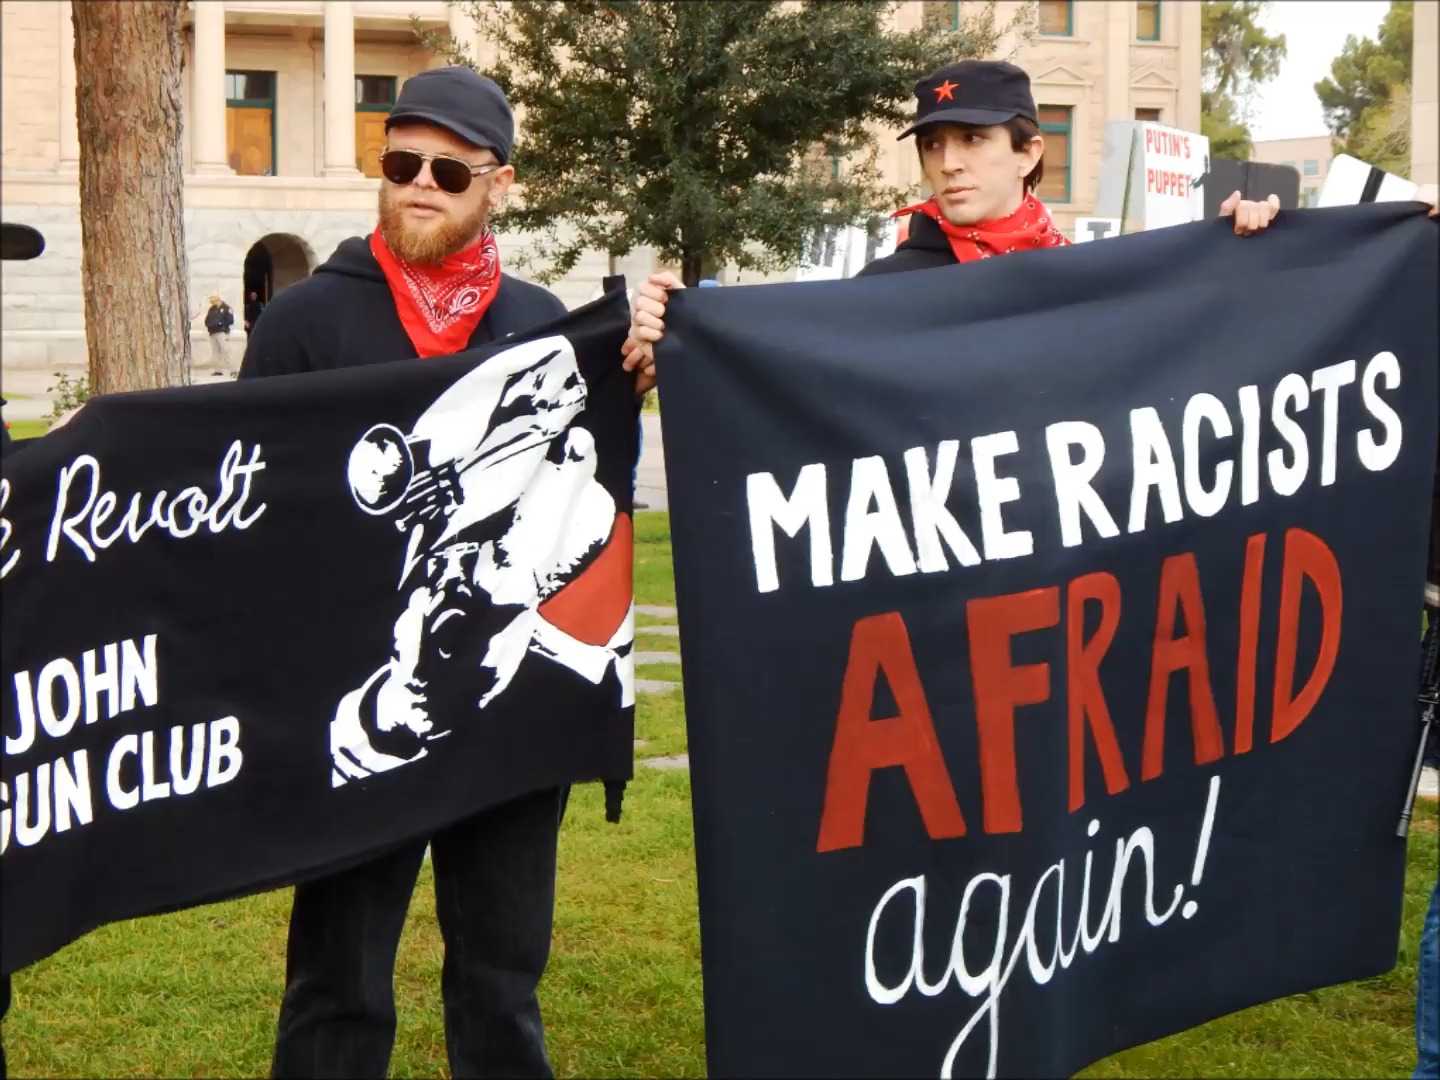 Revolt
JOHN
GUN CLUB
MAKE RACISTS
AFRAID
again!
PUTIN'S
PUPPET